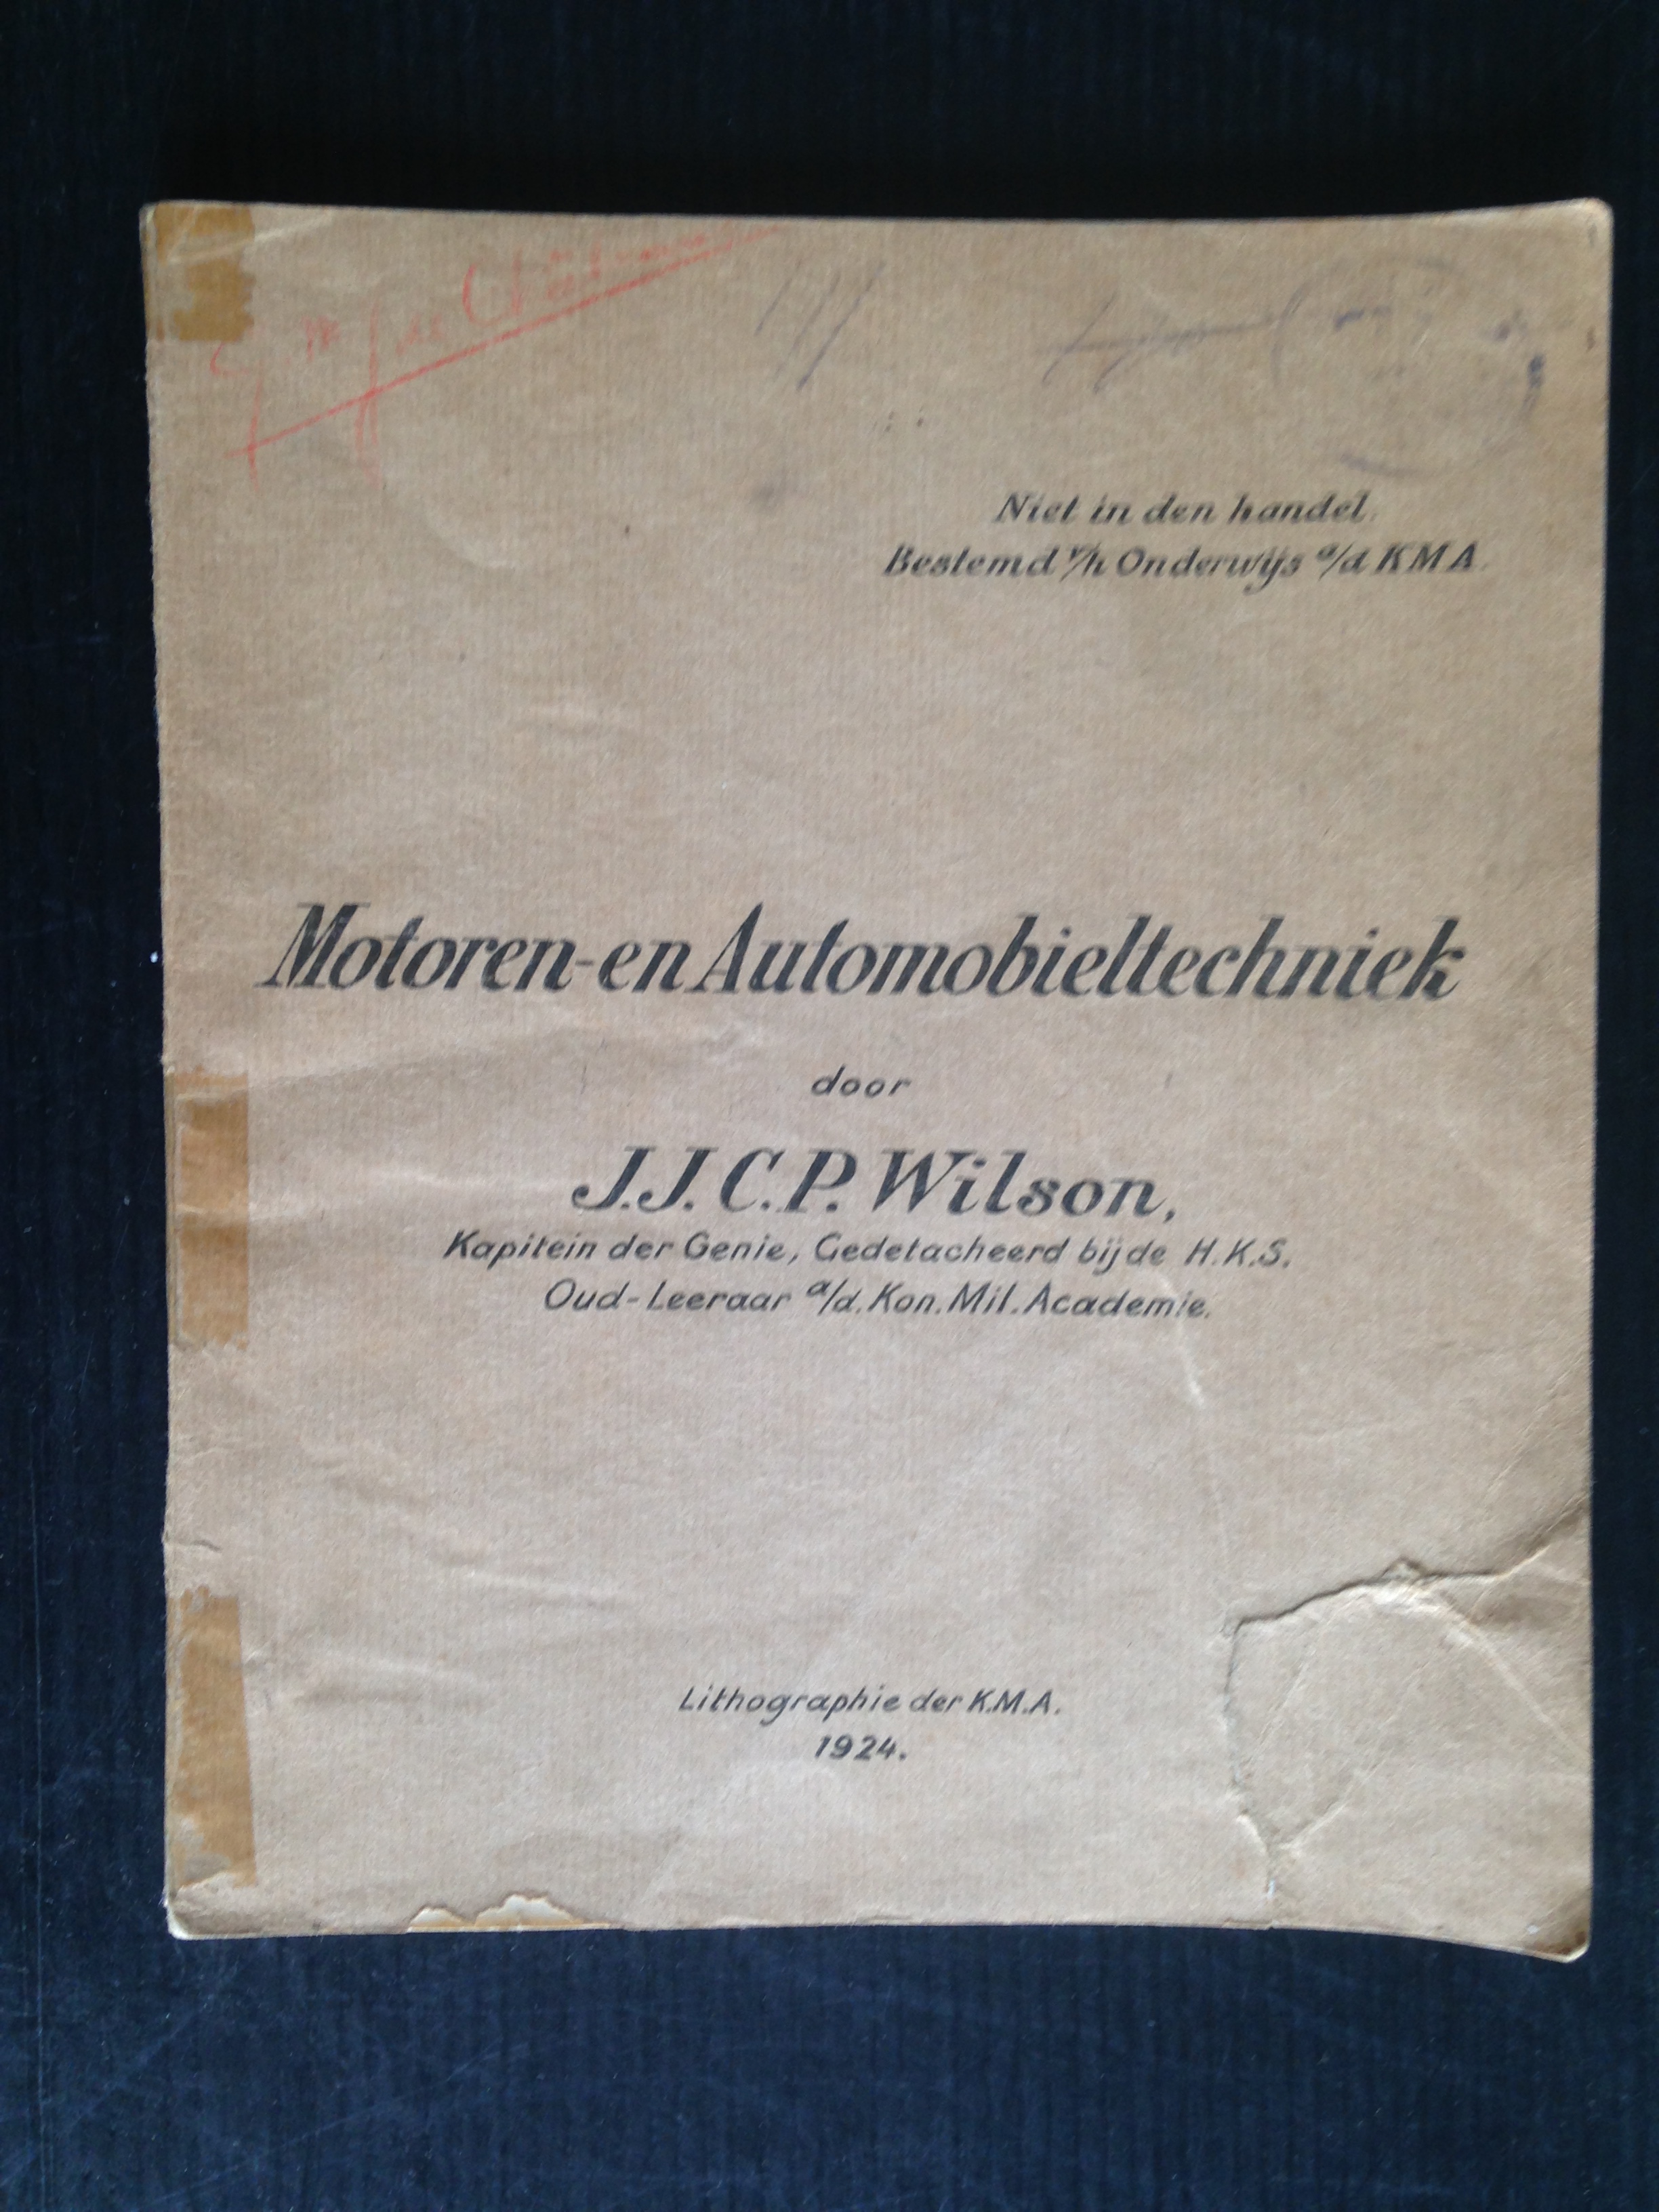 Niet in den handel.
Bestemd v/h Onderwijs a/d KMA.
Motoren- en Automobieltechniek
door
J.J.C.P. Wilson,
Kapitein der Genie, Gedetacheerd bij de H.K.S.
Oud-Leeraar a/d. Kon. Mil. Academie.
Lithographie der K.M.A.
1924.